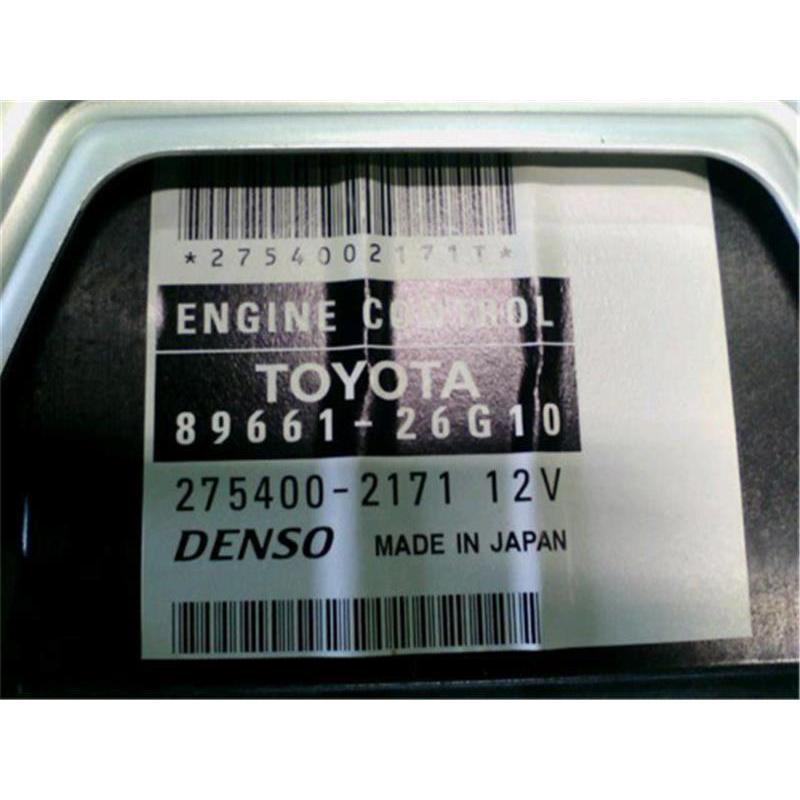 *2754002171T*
ENGINE CONTROL
TOYOTA
89661-26G10
275400-2171 12V
DENSO MADE IN JAPAN